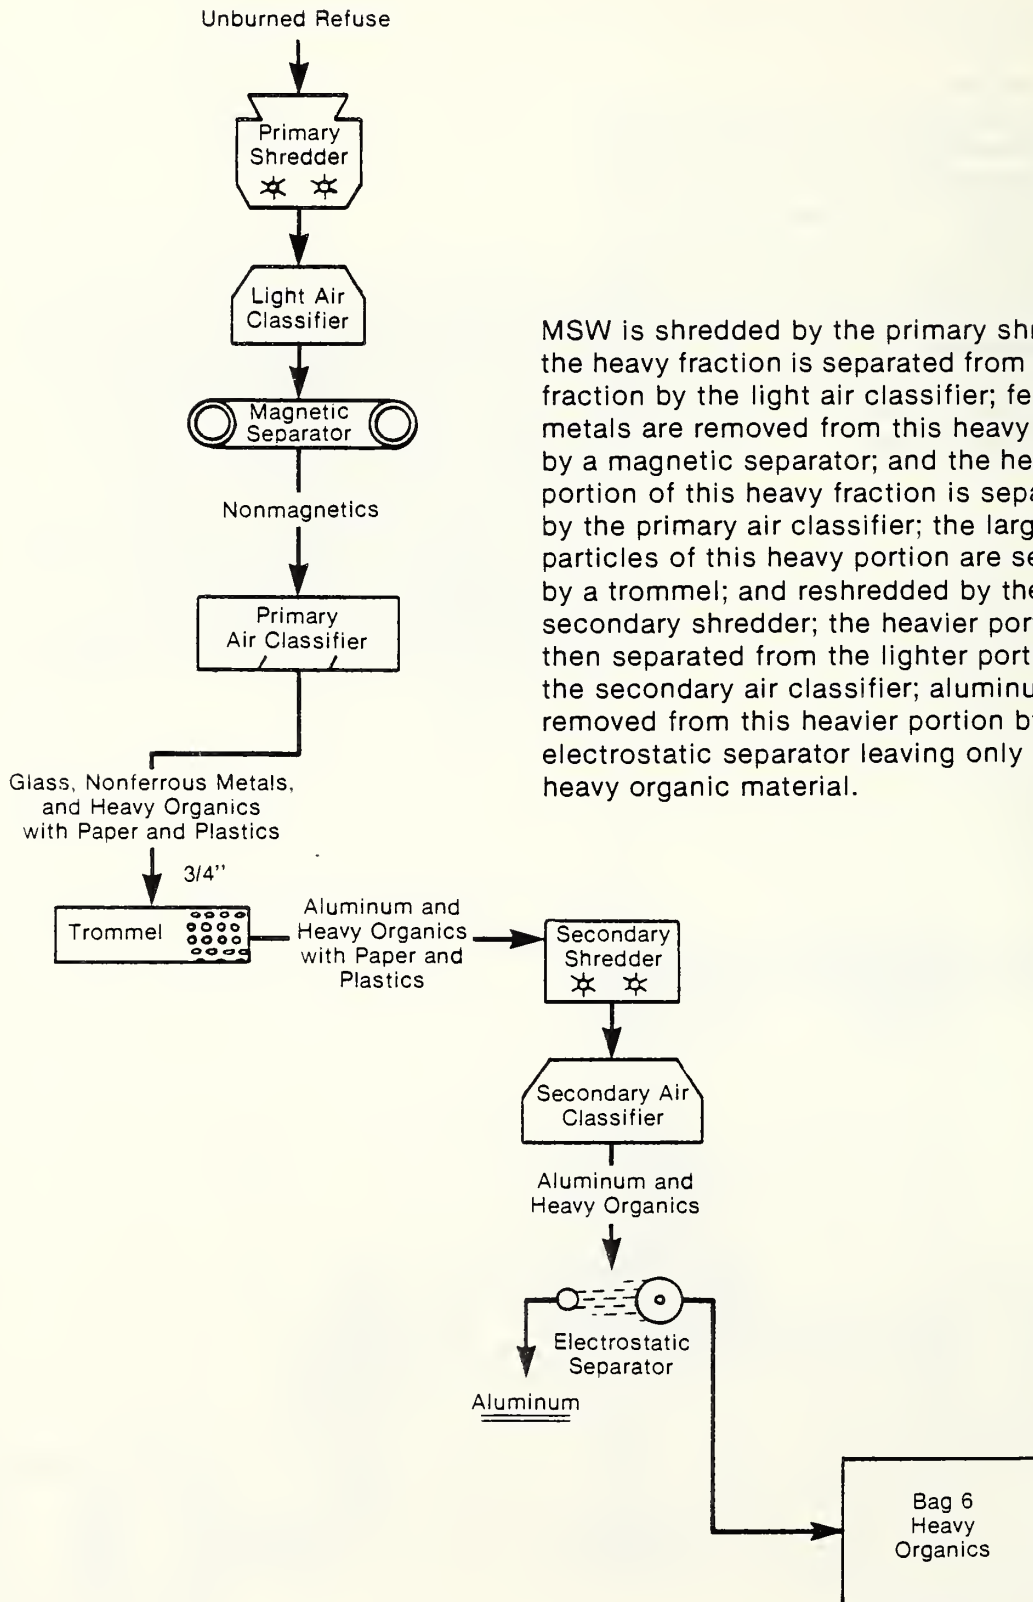 Unburned Refuse
Primary
Shredder
Light Air
Classifier
Magnetic
Separator
Nonmagnetics
Primary
Air Classifier
Glass, Nonferrous Metals,
and Heavy Organics
with Paper and Plastics
3/4"
Trommel
Aluminum and
Heavy Organics
with Paper and
Plastics
Secondary
Shredder
Secondary Air
Classifier
Aluminum and
Heavy Organics
Electrostatic
Separator
Aluminum
Bag 6
Heavy
Organics
MSW is shredded by the primary shr
the heavy fraction is separated from
fraction by the light air classifier; fe
metals are removed from this heavy
by a magnetic separator; and the he
portion of this heavy fraction is sepa
by the primary air classifier; the larg
particles of this heavy portion are se
by a trommel; and reshredded by the
secondary shredder; the heavier por
then separated from the lighter port
the secondary air classifier; aluminu
removed from this heavier portion b
electrostatic separator leaving only
heavy organic material.